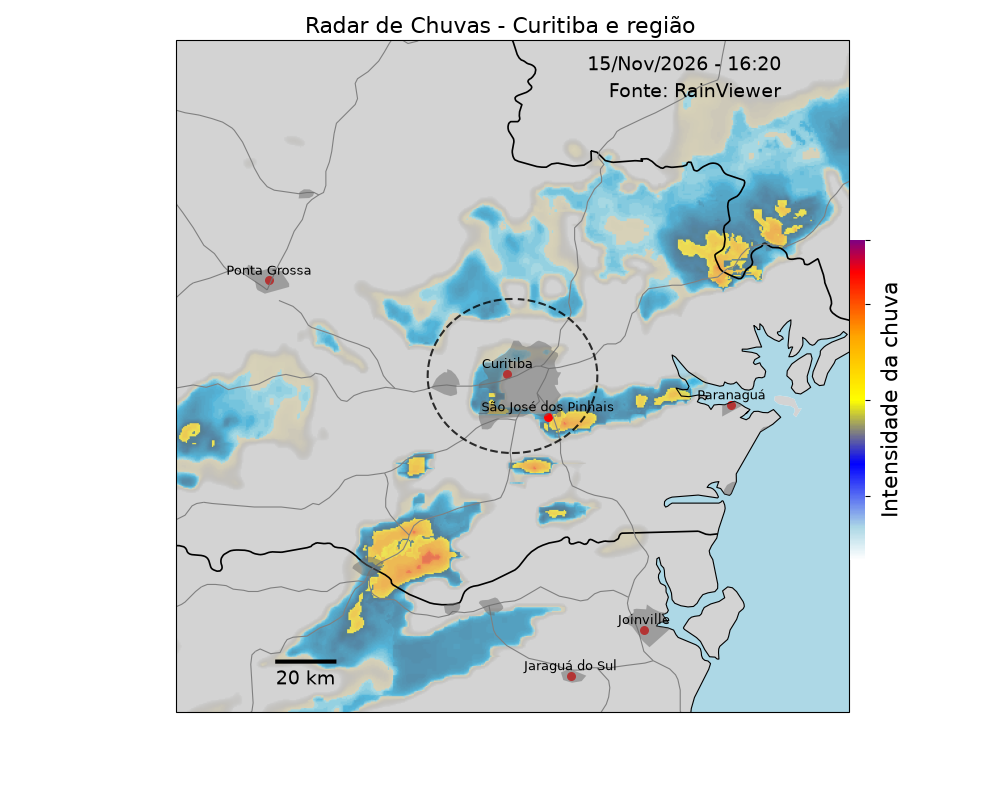 Radar de Chuvas - Curitiba e região
15/Nov/2026 - 16:20
Fonte: RainViewer
Ponta Grossa
Curitiba
São José dos Pinhais
Paranaguá
Joinville
Jaraguá do Sul
20 km
Intensidade da chuva